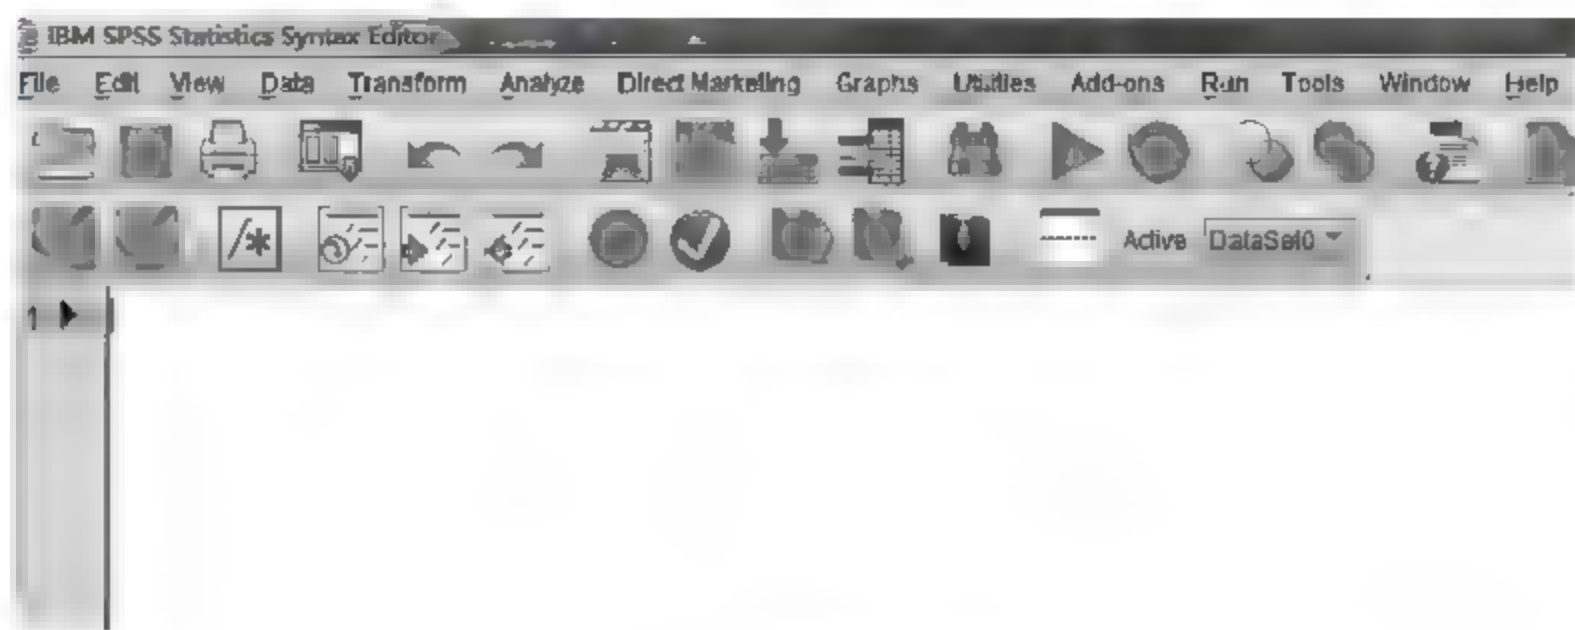 IBM SPSS Statistics Syntax Editor
File Edit View Data Transform Analyze Direct Marketing Graphs Utilities Add-ons Run Tools Window Help
/*
Active DataSet0
1